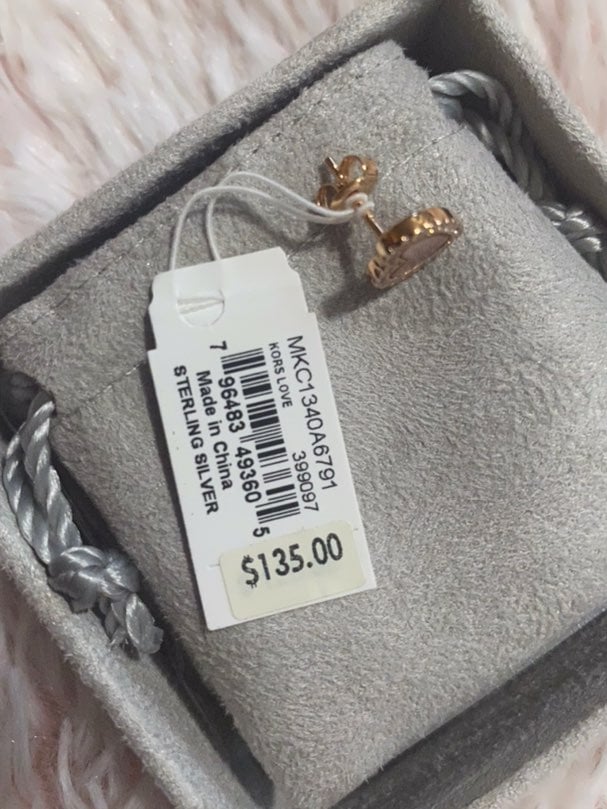 MKC1340A6791
KORS LOVE 399097
7 96483 49360 5
Made in China
STERLING SILVER
$135.00